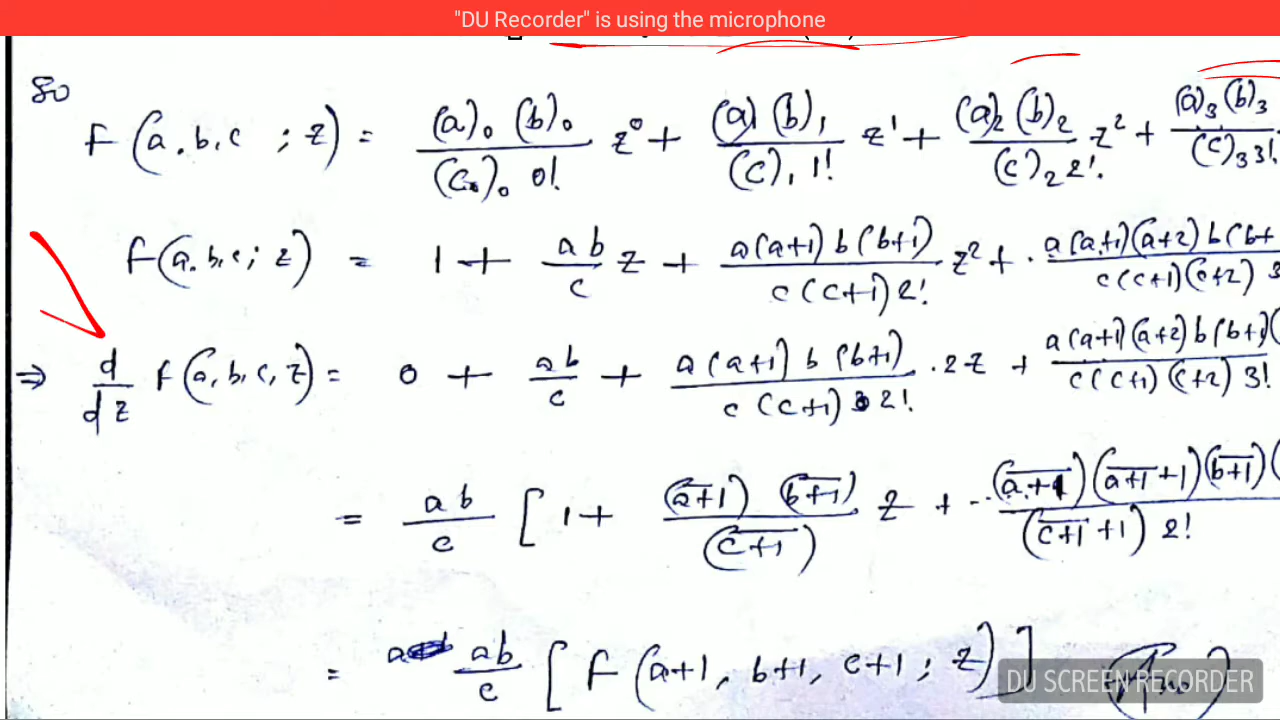 "DU Recorder" is using the microphone
So
F(a.b,c ; z) = (a)₀ (b)₀ / (c)₀ 0! z⁰ + (a)₁ (b)₁ / (c)₁ 1! z¹ + (a)₂ (b)₂ / (c)₂ 2! z² + (a)₃ (b)₃ / (c)₃ 3!
F(a.b,c; z) = 1 + ab/c z + a(a+1) b(b+1) / c(c+1) 2! z² + · a(a+1)(a+2) b(b+ / c(c+1)(c+2) 3
⇒ d/dz F(a,b,c,z) = 0 + ab/c + a(a+1) b(b+1) / c(c+1) 2! · 2z + a(a+1)(a+2) b(b+1)( / c(c+1)(c+2) 3!
= ab/c [ 1 + (a+1) (b+1) / (c+1) z + - · (a+1)(a+1+1)(b+1)( / (c+1+1) 2!
= ab/c [ F(a+1, b+1, c+1 ; z) ]
DU SCREEN RECORDER